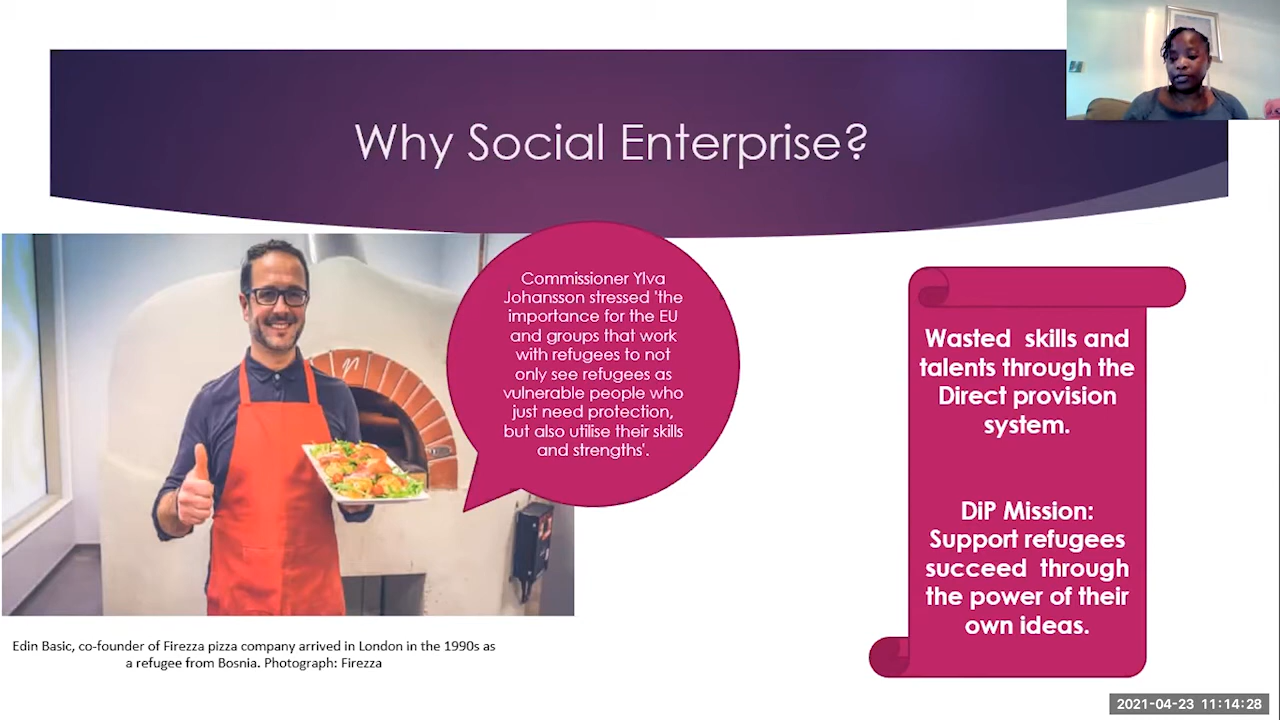 Why Social Enterprise?
Commissioner Ylva
Johansson stressed 'the
importance for the EU
and groups that work
with refugees to not
only see refugees as
vulnerable people who
just need protection,
but also utilise their skills
and strengths'.
Wasted skills and
talents through the
Direct provision
system.
DiP Mission:
Support refugees
succeed through
the power of their
own ideas.
Edin Basic, co-founder of Firezza pizza company arrived in London in the 1990s as
a refugee from Bosnia. Photograph: Firezza
2021-04-23 11:14:28